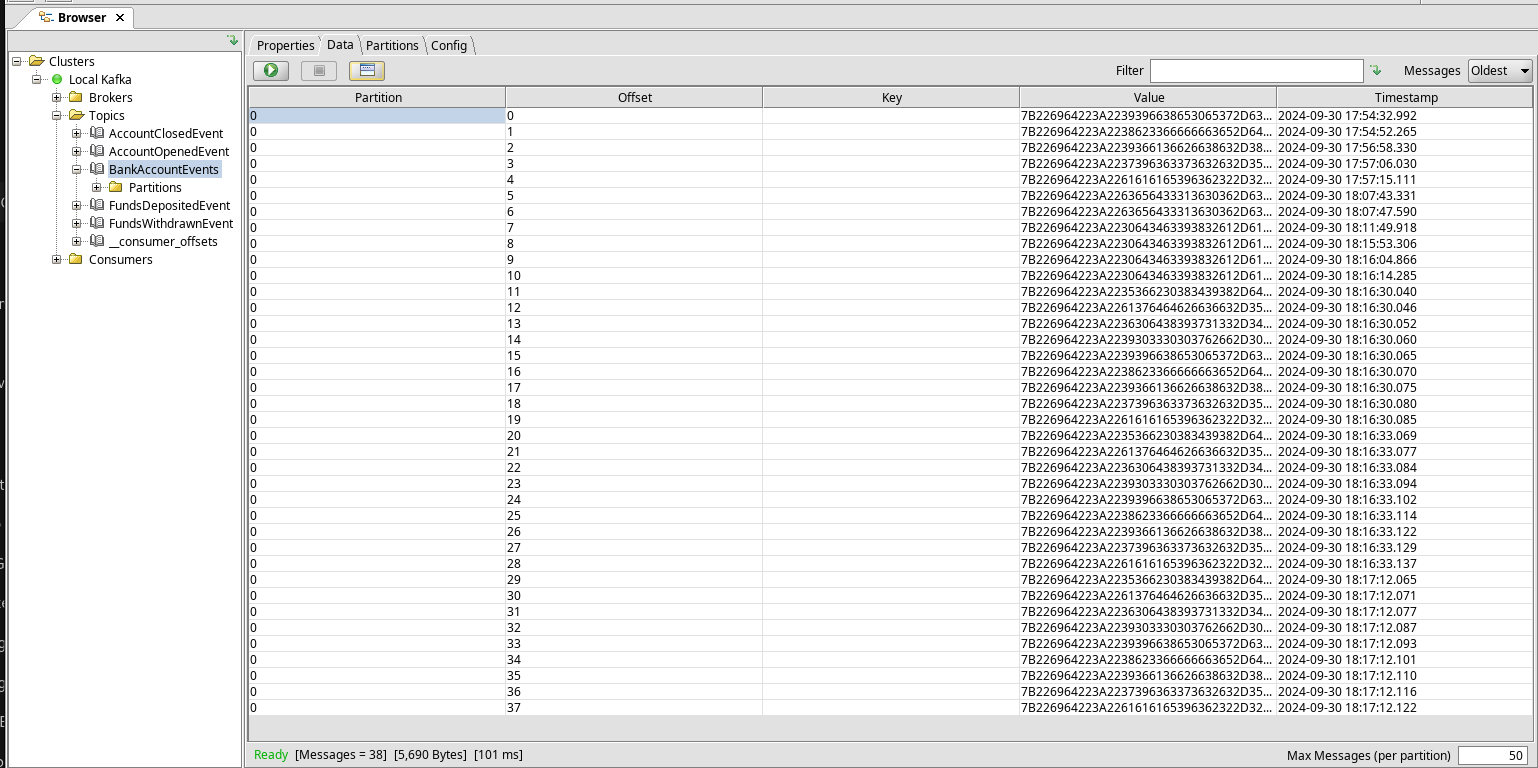 Browser
Clusters
Local Kafka
Brokers
Topics
AccountClosedEvent
AccountOpenedEvent
BankAccountEvents
Partitions
FundsDepositedEvent
FundsWithdrawnEvent
__consumer_offsets
Consumers
Properties Data Partitions Config
Filter Messages Oldest
Partition Offset Key Value Timestamp
0 0 7B226964223A2239396638653065372D63... 2024-09-30 17:54:32.992
0 1 7B226964223A2238623366666663652D64... 2024-09-30 17:54:52.265
0 2 7B226964223A2239366136626638632D38... 2024-09-30 17:56:58.330
0 3 7B226964223A2237396363373632632D35... 2024-09-30 17:57:06.030
0 4 7B226964223A2261616165396362322D32... 2024-09-30 17:57:15.111
0 5 7B226964223A2263656433313630362D63... 2024-09-30 18:07:43.331
0 6 7B226964223A2263656433313630362D63... 2024-09-30 18:07:47.590
0 7 7B226964223A2230643463393832612D61... 2024-09-30 18:11:49.918
0 8 7B226964223A2230643463393832612D61... 2024-09-30 18:15:53.306
0 9 7B226964223A2230643463393832612D61... 2024-09-30 18:16:04.866
0 10 7B226964223A2230643463393832612D61... 2024-09-30 18:16:14.285
0 11 7B226964223A2235366230383439382D64... 2024-09-30 18:16:30.040
0 12 7B226964223A2261376464626636632D35... 2024-09-30 18:16:30.046
0 13 7B226964223A2236306438393731332D34... 2024-09-30 18:16:30.052
0 14 7B226964223A2239303330303762662D30... 2024-09-30 18:16:30.060
0 15 7B226964223A2239396638653065372D63... 2024-09-30 18:16:30.065
0 16 7B226964223A2238623366666663652D64... 2024-09-30 18:16:30.070
0 17 7B226964223A2239366136626638632D38... 2024-09-30 18:16:30.075
0 18 7B226964223A2237396363373632632D35... 2024-09-30 18:16:30.080
0 19 7B226964223A2261616165396362322D32... 2024-09-30 18:16:30.085
0 20 7B226964223A2235366230383439382D64... 2024-09-30 18:16:33.069
0 21 7B226964223A2261376464626636632D35... 2024-09-30 18:16:33.077
0 22 7B226964223A2236306438393731332D34... 2024-09-30 18:16:33.084
0 23 7B226964223A2239303330303762662D30... 2024-09-30 18:16:33.094
0 24 7B226964223A2239396638653065372D63... 2024-09-30 18:16:33.102
0 25 7B226964223A2238623366666663652D64... 2024-09-30 18:16:33.114
0 26 7B226964223A2239366136626638632D38... 2024-09-30 18:16:33.122
0 27 7B226964223A2237396363373632632D35... 2024-09-30 18:16:33.129
0 28 7B226964223A2261616165396362322D32... 2024-09-30 18:16:33.137
0 29 7B226964223A2235366230383439382D64... 2024-09-30 18:17:12.065
0 30 7B226964223A2261376464626636632D35... 2024-09-30 18:17:12.071
0 31 7B226964223A2236306438393731332D34... 2024-09-30 18:17:12.077
0 32 7B226964223A2239303330303762662D30... 2024-09-30 18:17:12.087
0 33 7B226964223A2239396638653065372D63... 2024-09-30 18:17:12.093
0 34 7B226964223A2238623366666663652D64... 2024-09-30 18:17:12.101
0 35 7B226964223A2239366136626638632D38... 2024-09-30 18:17:12.110
0 36 7B226964223A2237396363373632632D35... 2024-09-30 18:17:12.116
0 37 7B226964223A2261616165396362322D32... 2024-09-30 18:17:12.122
Ready [Messages = 38] [5,690 Bytes] [101 ms] Max Messages (per partition) 50